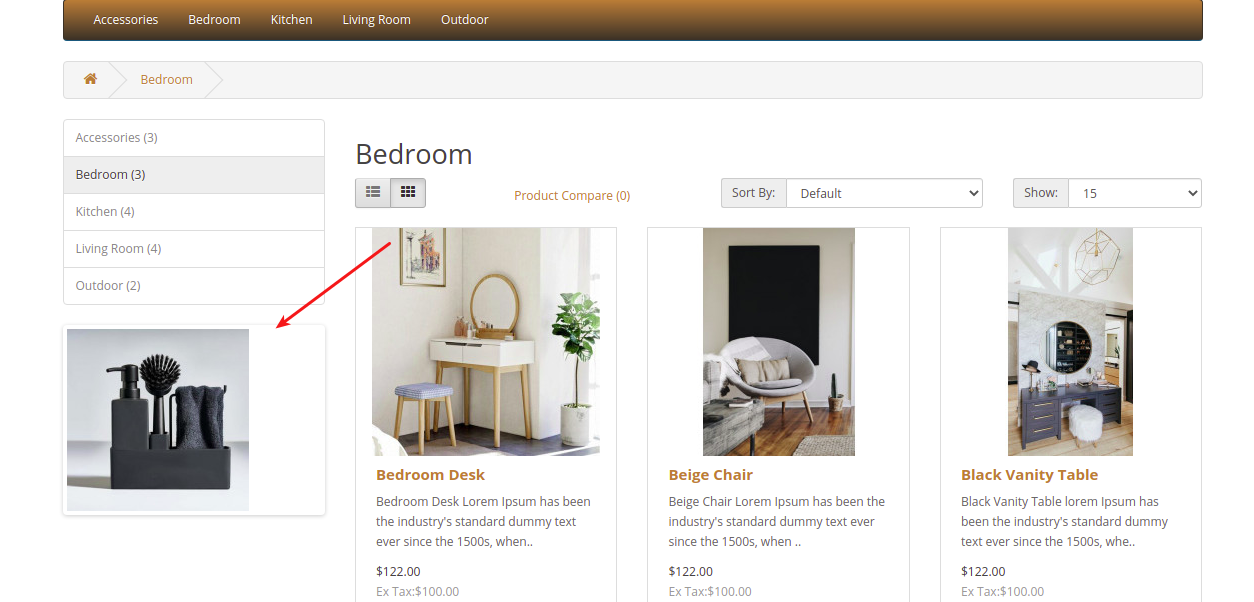 Accessories Bedroom Kitchen Living Room Outdoor
Bedroom
Accessories (3)
Bedroom (3)
Kitchen (4)
Living Room (4)
Outdoor (2)
Bedroom
Product Compare (0)
Sort By: Default
Show: 15
Bedroom Desk
Bedroom Desk Lorem Ipsum has been
the industry's standard dummy text
ever since the 1500s, when..
$122.00
Ex Tax:$100.00
Beige Chair
Beige Chair Lorem Ipsum has been the
industry's standard dummy text ever
since the 1500s, when ..
$122.00
Ex Tax:$100.00
Black Vanity Table
Black Vanity Table lorem Ipsum has
been the industry's standard dummy
text ever since the 1500s, whe..
$122.00
Ex Tax:$100.00